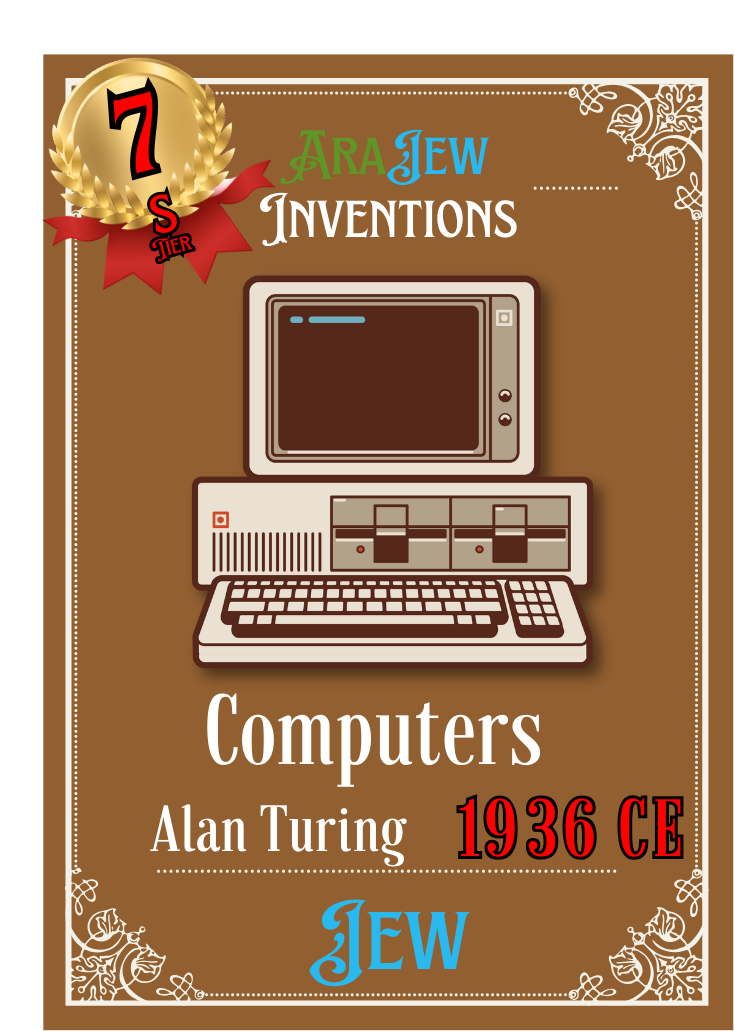 7
S
TIER
AraJew
Inventions
Computers
Alan Turing 1936 CE
Jew